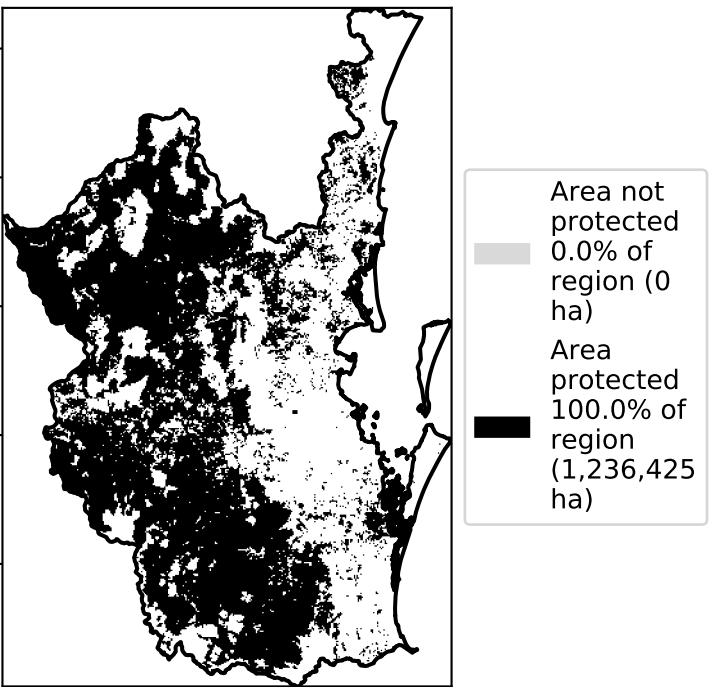 Area not
protected
0.0% of
region (0
ha)
Area
protected
100.0% of
region
(1,236,425
ha)